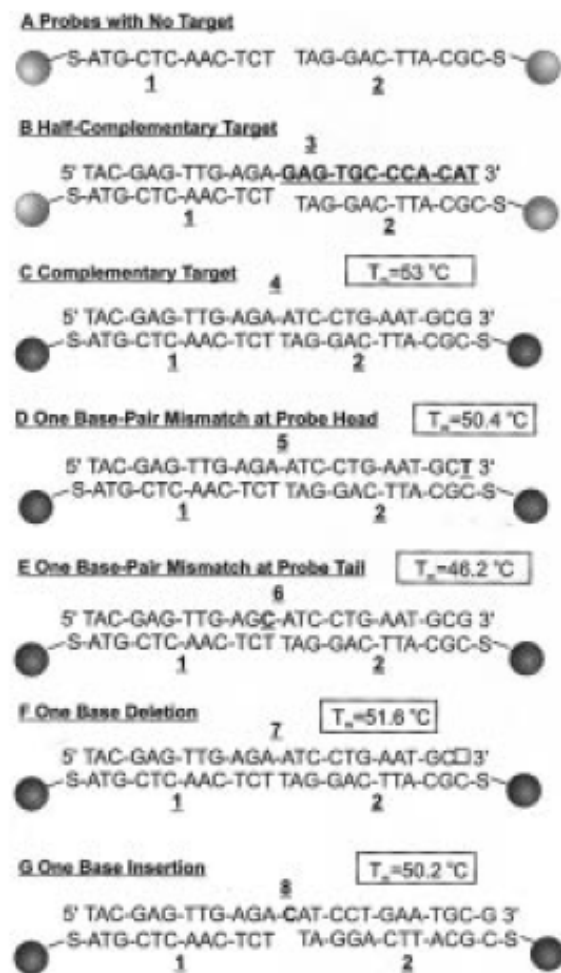 A Probes with No Target
S-ATG-CTC-AAC-TCT TAG-GAC-TTA-CGC-S
1 2
B Half-Complementary Target
3
5' TAC-GAG-TTG-AGA-GAG-TGC-CCA-CAT 3'
S-ATG-CTC-AAC-TCT TAG-GAC-TTA-CGC-S
1 2
C Complementary Target Tm=53 °C
4
5' TAC-GAG-TTG-AGA-ATC-CTG-AAT-GCG 3'
S-ATG-CTC-AAC-TCT TAG-GAC-TTA-CGC-S
1 2
D One Base-Pair Mismatch at Probe Head Tm=50.4 °C
5
5' TAC-GAG-TTG-AGA-ATC-CTG-AAT-GCT 3'
S-ATG-CTC-AAC-TCT TAG-GAC-TTA-CGC-S
1 2
E One Base-Pair Mismatch at Probe Tail Tm=46.2 °C
6
5' TAC-GAG-TTG-AGC-ATC-CTG-AAT-GCG 3'
S-ATG-CTC-AAC-TCT TAG-GAC-TTA-CGC-S
1 2
F One Base Deletion Tm=51.6 °C
7
5' TAC-GAG-TTG-AGA-ATC-CTG-AAT-GC□ 3'
S-ATG-CTC-AAC-TCT TAG-GAC-TTA-CGC-S
1 2
G One Base Insertion Tm=50.2 °C
8
5' TAC-GAG-TTG-AGA-CAT-CCT-GAA-TGC-G 3'
S-ATG-CTC-AAC-TCT TA-GGA-CTT-ACG-C-S
1 2